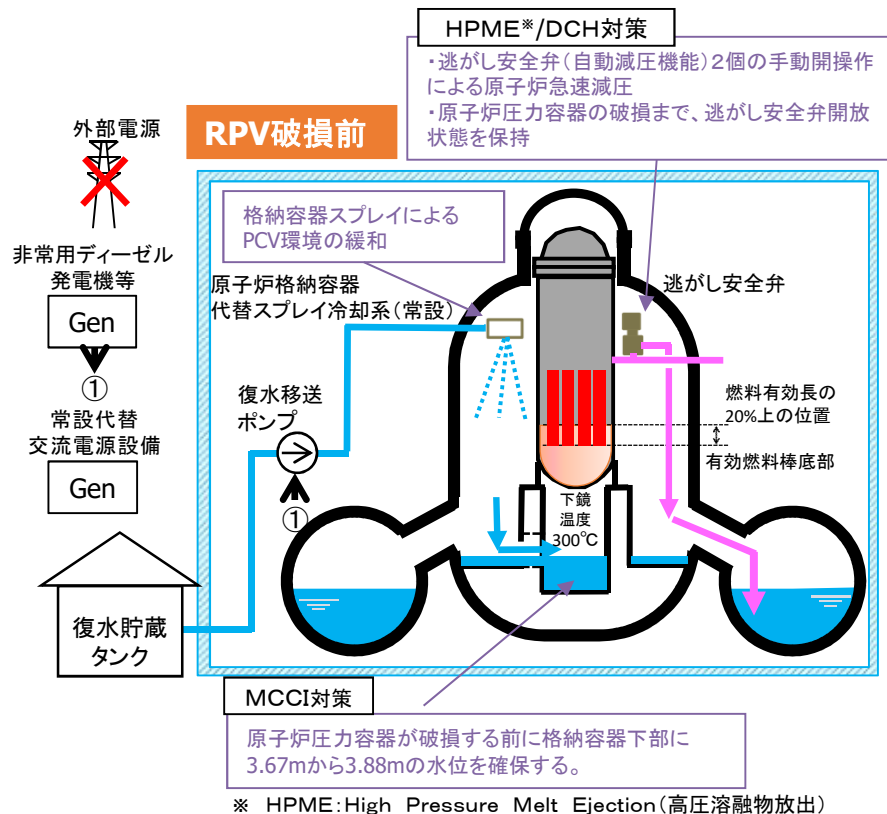 HPME※/DCH対策
・逃がし安全弁(自動減圧機能)2個の手動開操作
による原子炉急速減圧
・原子炉圧力容器の破損まで、逃がし安全弁開放
状態を保持
RPV破損前
外部電源
非常用ディーゼル
発電機等
Gen
①
常設代替
交流電源設備
Gen
復水貯蔵
タンク
格納容器スプレイによる
PCV環境の緩和
原子炉格納容器
代替スプレイ冷却系(常設)
復水移送
ポンプ
①
逃がし安全弁
燃料有効長の
20%上の位置
有効燃料棒底部
下鏡
温度
300℃
MCCI対策
原子炉圧力容器が破損する前に格納容器下部に
3.67mから3.88mの水位を確保する。
※ HPME:High Pressure Melt Ejection(高圧溶融物放出)